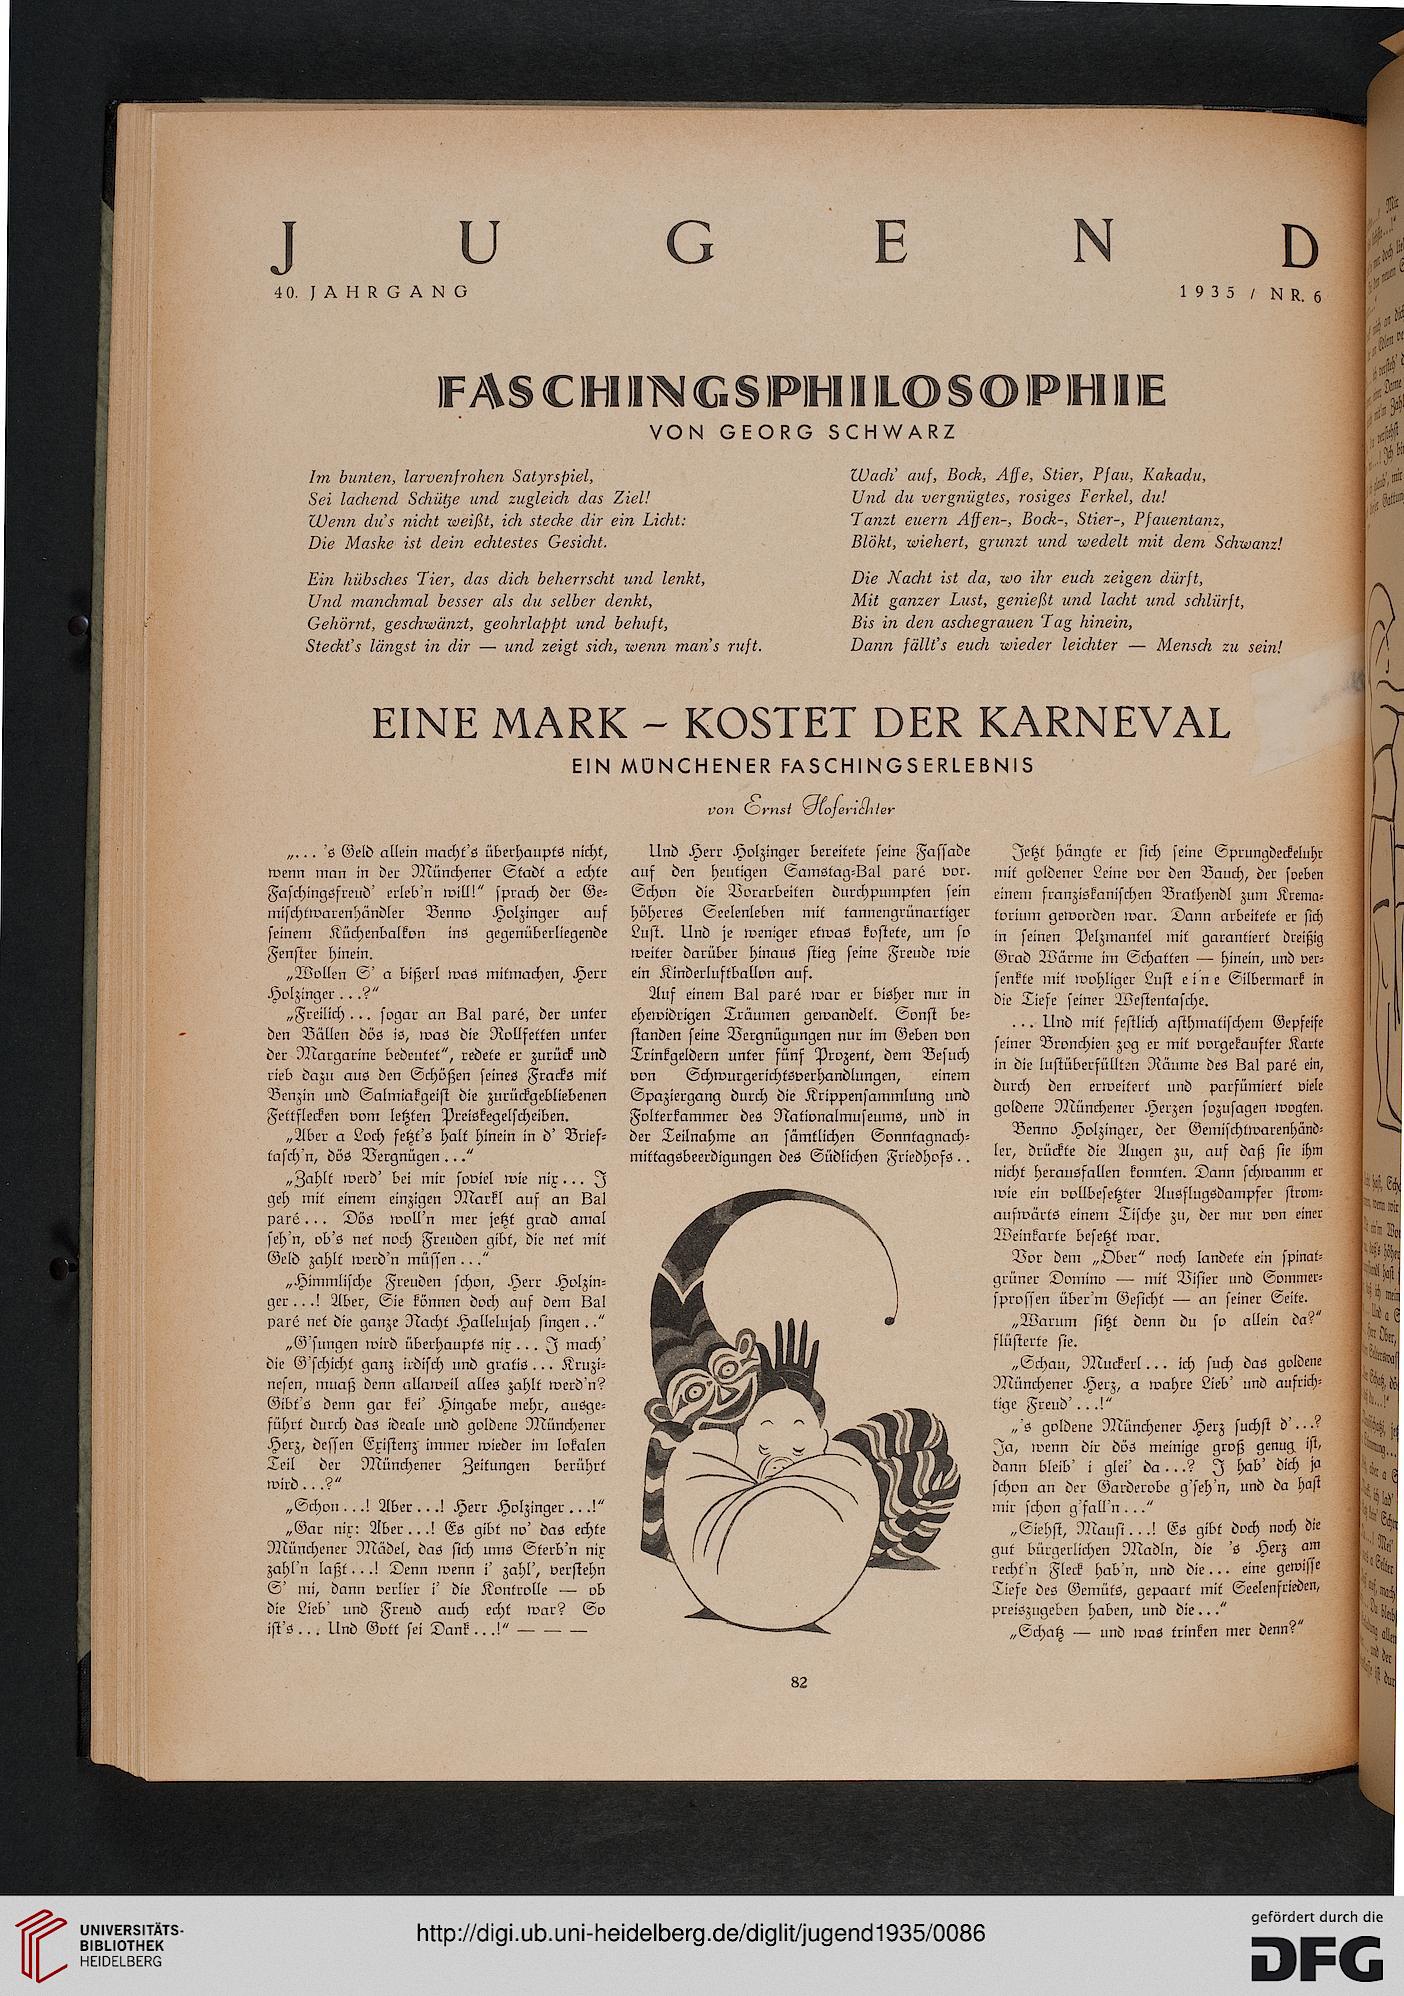 J U G E N D
40. JAHRGANG
1935 / NR. 6
FASCHINGSPHILOSOPHIE
VON GEORG SCHWARZ
Im bunten, larvenfrohen Satyrspiel,
Sei lachend Schütze und zugleich das Ziel!
Wenn du's nicht weißt, ich stecke dir ein Licht:
Die Maske ist dein echtestes Gesicht.
Ein hübsches Tier, das dich beherrscht und lenkt,
Und manchmal besser als du selber denkt,
Gehörnt, geschwänzt, geohrlappt und behuft,
Steckt's längst in dir — und zeigt sich, wenn man's ruft.
Wach' auf, Bock, Affe, Stier, Pfau, Kakadu,
Und du vergnügtes, rosiges Ferkel, du!
Tanzt euern Affen-, Bock-, Stier-, Pfauentanz,
Blökt, wiehert, grunzt und wedelt mit dem Schwanz!
Die Nacht ist da, wo ihr euch zeigen dürft,
Mit ganzer Lust, genießt und lacht und schlürft,
Bis in den aschegrauen Tag hinein,
Dann fällt's euch wieder leichter — Mensch zu sein!
EINE MARK – KOSTET DER KARNEVAL
EIN MÜNCHENER FASCHINGSERLEBNIS
von Ernst Hoferichter
„... 's Geld allein macht's überhaupts nicht,
wenn man in der Münchener Stadt a echte
Faschingsfreud' erleb'n will!" sprach der Ge-
mischtwarenhändler Benno Holzinger auf
seinem Küchenbalkon ins gegenüberliegende
Fenster hinein.
„Wollen S' a bißerl was mitmachen, Herr
Holzinger...?"
„Freilich... sogar an Bal paré, der unter
den Bällen dös is, was die Rollfetten unter
der Margarine bedeutet", redete er zurück und
rieb dazu aus den Schößen seines Fracks mit
Benzin und Salmiakgeist die zurückgebliebenen
Fettflecken vom letzten Preiskegelscheiben.
„Aber a Loch setzt's halt hinein in d' Brief-
tasch'n, dös Vergnügen..."
„Zahlt werd' bei mir soviel wie nix... I
geh mit einem einzigen Markl auf an Bal
paré... Dös woll'n mer jetzt grad amal
seh'n, ob's net noch Freuden gibt, die net mit
Geld zahlt werd'n müssen..."
„Himmlische Freuden schon, Herr Holzin-
ger...! Aber, Sie können doch auf dem Bal
paré net die ganze Nacht Hallelujah singen.."
„G'sungen wird überhaupts nix... I mach'
die G'schicht ganz irdisch und gratis... Kruzi-
nesen, muaß denn allaweil alles zahlt werd'n?
Gibt's denn gar kei' Hingabe mehr, ausge-
führt durch das ideale und goldene Münchener
Herz, dessen Existenz immer wieder im lokalen
Teil der Münchener Zeitungen berührt
wird...?"
„Schon...! Aber...! Herr Holzinger...!"
„Gar nix: Aber...! Es gibt no' das echte
Münchener Mädel, das sich ums Sterb'n nix
zahl'n laßt...! Denn wenn i' zahl', verstehn
S' mi, dann verlier i' die Kontrolle — ob
die Lieb' und Freud auch echt war? So
ist's... Und Gott sei Dank...!" — — —
Und Herr Holzinger bereitete seine Fassade
auf den heutigen Samstag-Bal paré vor.
Schon die Vorarbeiten durchpumpten sein
höheres Seelenleben mit tannengrünartiger
Lust. Und je weniger etwas kostete, um so
weiter darüber hinaus stieg seine Freude wie
ein Kinderluftballon auf.
Auf einem Bal paré war er bisher nur in
ehewidrigen Träumen gewandelt. Sonst be-
standen seine Vergnügungen nur im Geben von
Trinkgeldern unter fünf Prozent, dem Besuch
von Schwurgerichtsverhandlungen, einem
Spaziergang durch die Krippensammlung und
Folterkammer des Nationalmuseums, und in
der Teilnahme an sämtlichen Sonntagnach-
mittagsbeerdigungen des Südlichen Friedhofs..
Jetzt hängte er sich seine Sprungdeckeluhr
mit goldener Leine vor den Bauch, der soeben
einem franziskanischen Brathendl zum Krema-
torium geworden war. Dann arbeitete er sich
in seinen Pelzmantel mit garantiert dreißig
Grad Wärme im Schatten — hinein, und ver-
senkte mit wohliger Lust eine Silbermark in
die Tiefe seiner Westentasche.
... Und mit festlich asthmatischem Gepfeife
seiner Bronchien zog er mit vorgekaufter Karte
in die lustüberfüllten Räume des Bal paré ein,
durch den erweitert und parfümiert viele
goldene Münchener Herzen sozusagen wogten.
Benno Holzinger, der Gemischtwarenhänd-
ler, drückte die Augen zu, auf daß sie ihm
nicht herausfallen konnten. Dann schwamm er
wie ein vollbesetzter Ausflugsdampfer strom-
aufwärts einem Tische zu, der nur von einer
Weinkarte besetzt war.
Vor dem „Ober" noch landete ein spinat-
grüner Domino — mit Visier und Sommer-
sprossen über'm Gesicht — an seiner Seite.
„Warum sitzt denn du so allein da?"
flüsterte sie.
„Schau, Muckerl... ich such das goldene
Münchener Herz, a wahre Lieb' und aufrich-
tige Freud'...!"
„'s goldene Münchener Herz suchst d'...?
Ja, wenn dir dös meinige groß genug ist,
dann bleib' i glei' da...? I hab' dich ja
schon an der Garderobe g'seh'n, und da hast
mir schon g'fall'n..."
„Siehst, Mausi...! Es gibt doch noch die
gut bürgerlichen Madln, die 's Herz am
recht'n Fleck hab'n, und die... eine gewisse
Tiefe des Gemüts, gepaart mit Seelenfrieden,
preiszugeben haben, und die..."
„Schatz — und was trinken mer denn?"
82
UNIVERSITÄTS-
BIBLIOTHEK
HEIDELBERG
http://digi.ub.uni-heidelberg.de/diglit/jugend1935/0086
gefördert durch die
DFG